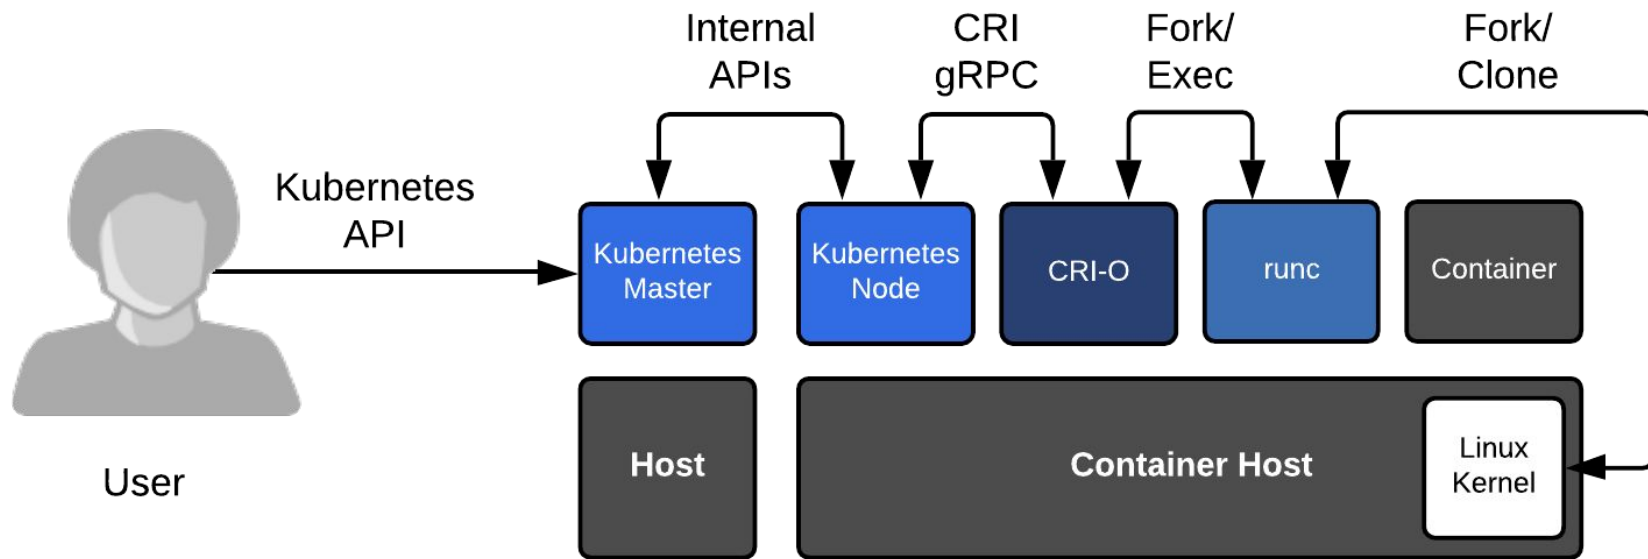 Internal
APIs
CRI
gRPC
Fork/
Exec
Fork/
Clone
Kubernetes
API
Kubernetes
Master
Kubernetes
Node
CRI-O
runc
Container
User
Host
Container Host
Linux
Kernel